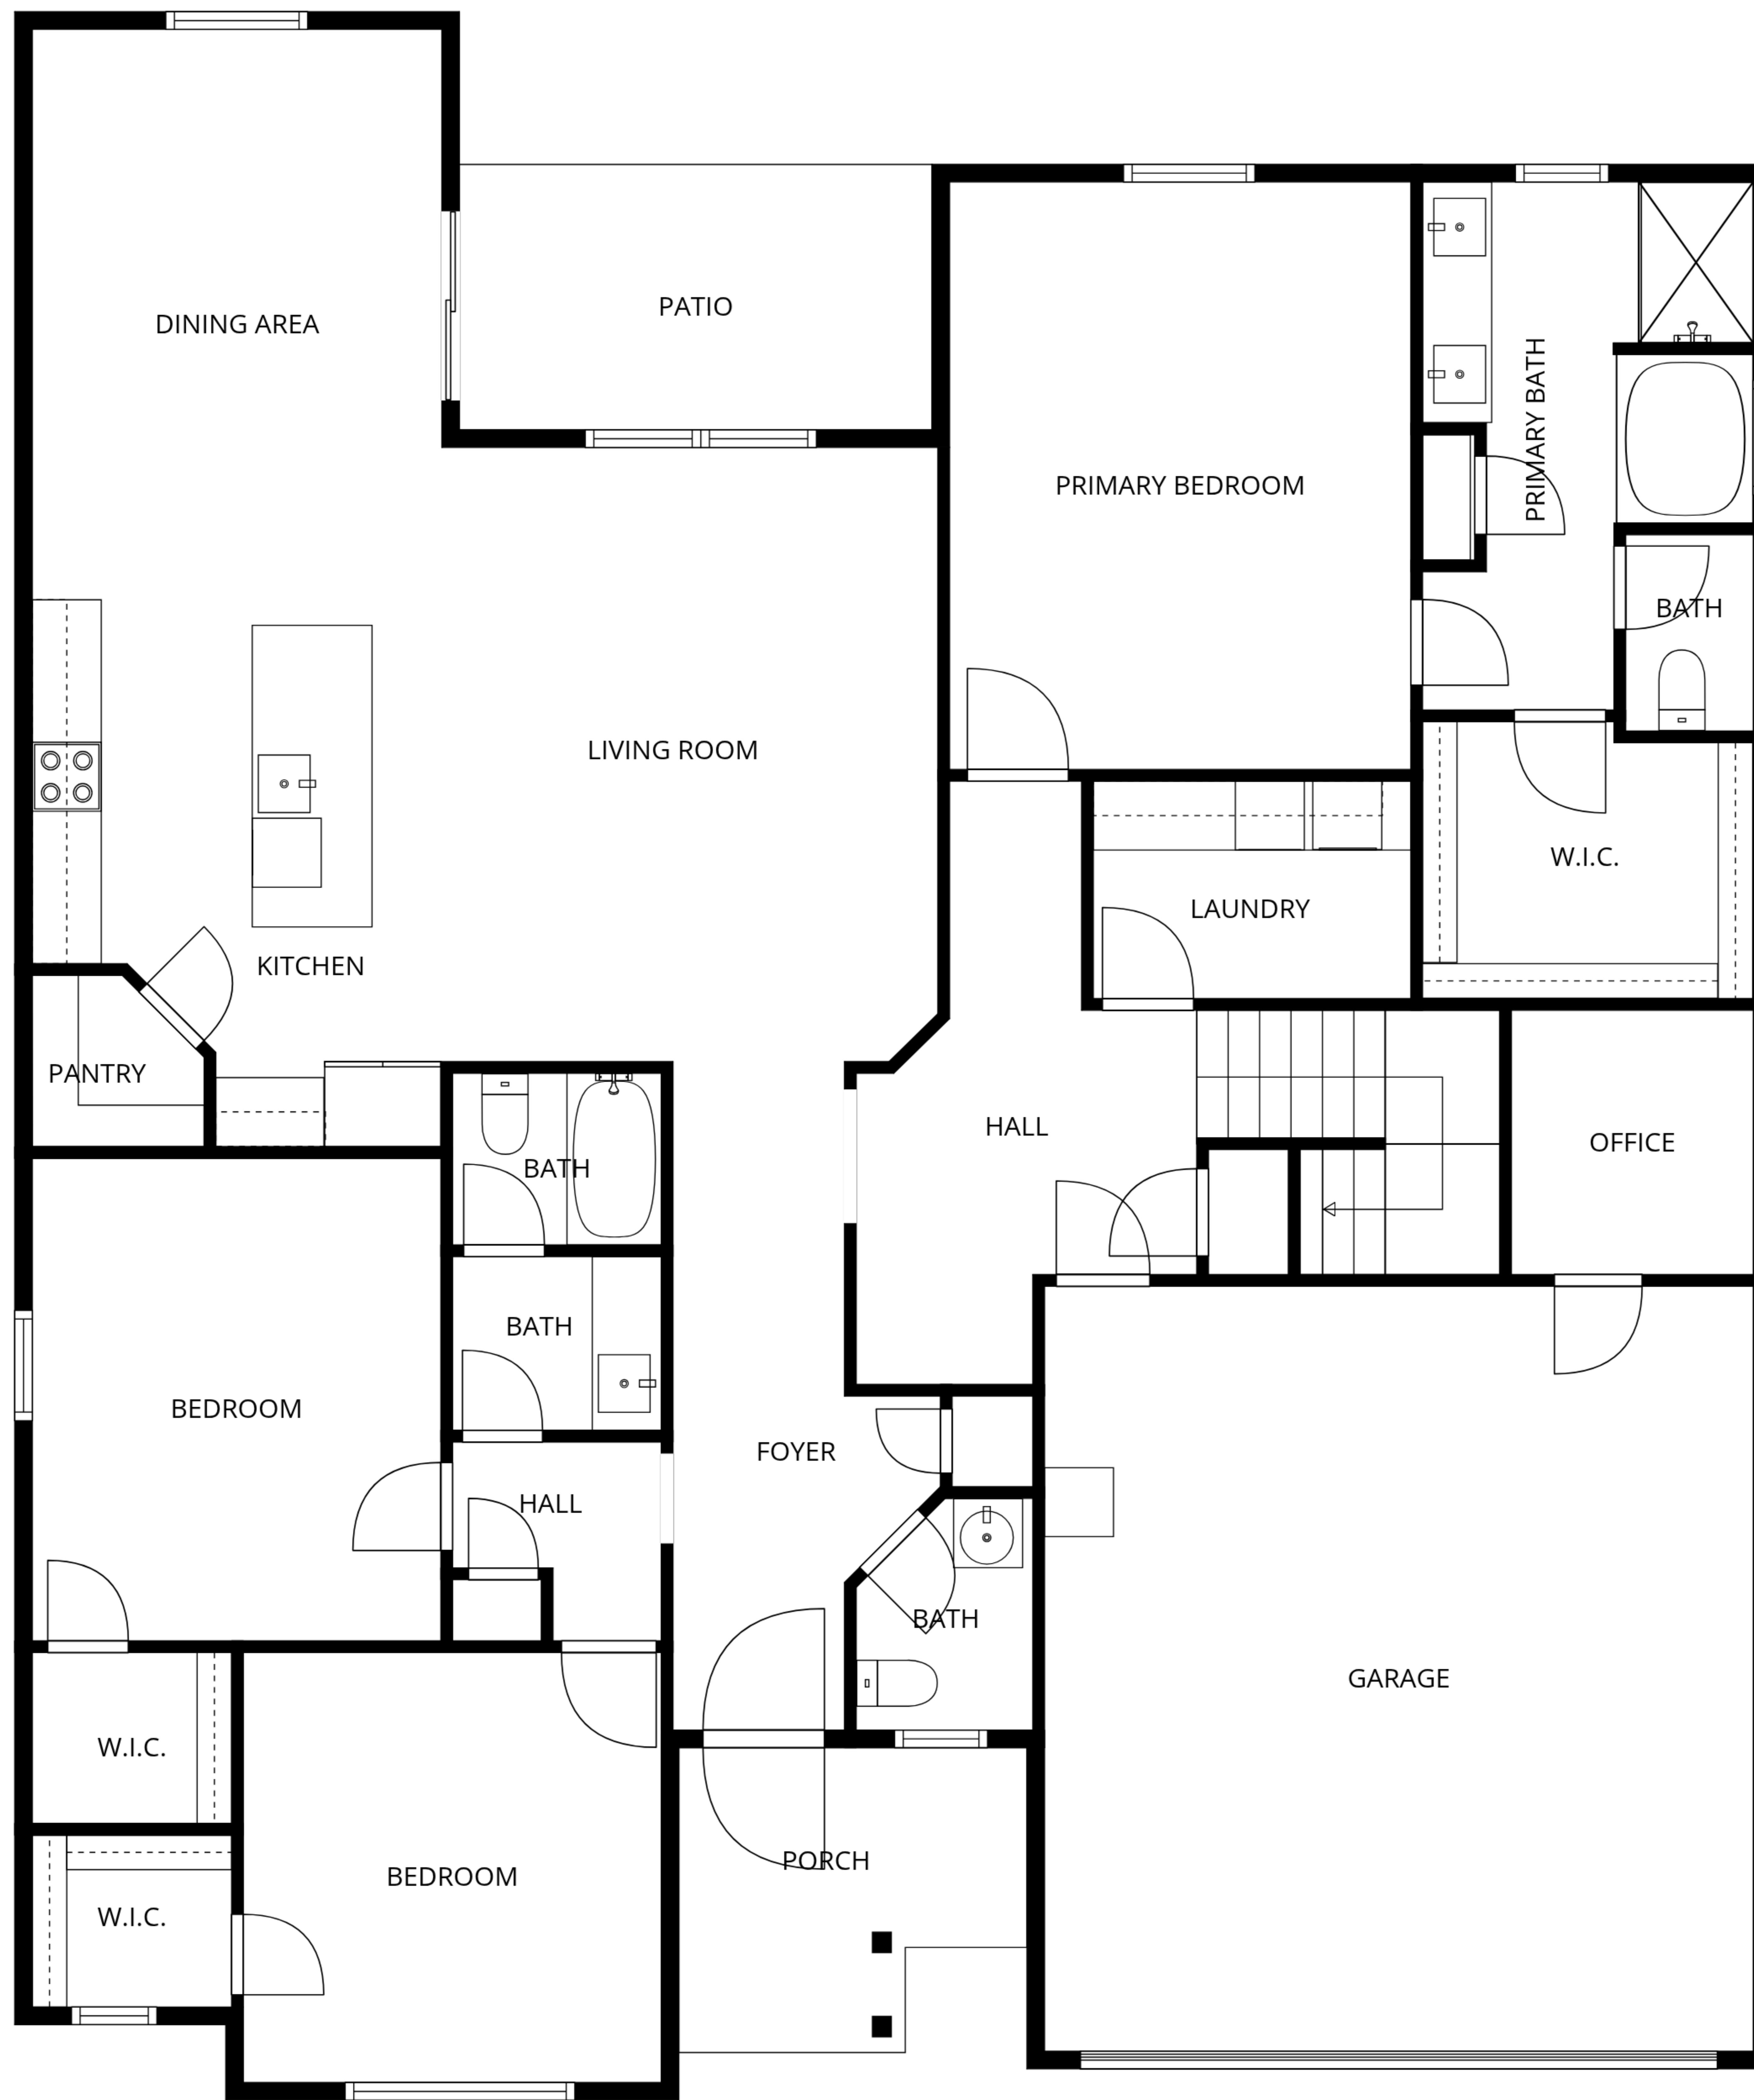 DINING AREA
PATIO
PRIMARY BATH
PRIMARY BEDROOM
BATH
LIVING ROOM
W.I.C.
LAUNDRY
KITCHEN
PANTRY
HALL
OFFICE
BATH
BATH
BEDROOM
FOYER
HALL
BATH
GARAGE
W.I.C.
PORCH
BEDROOM
W.I.C.